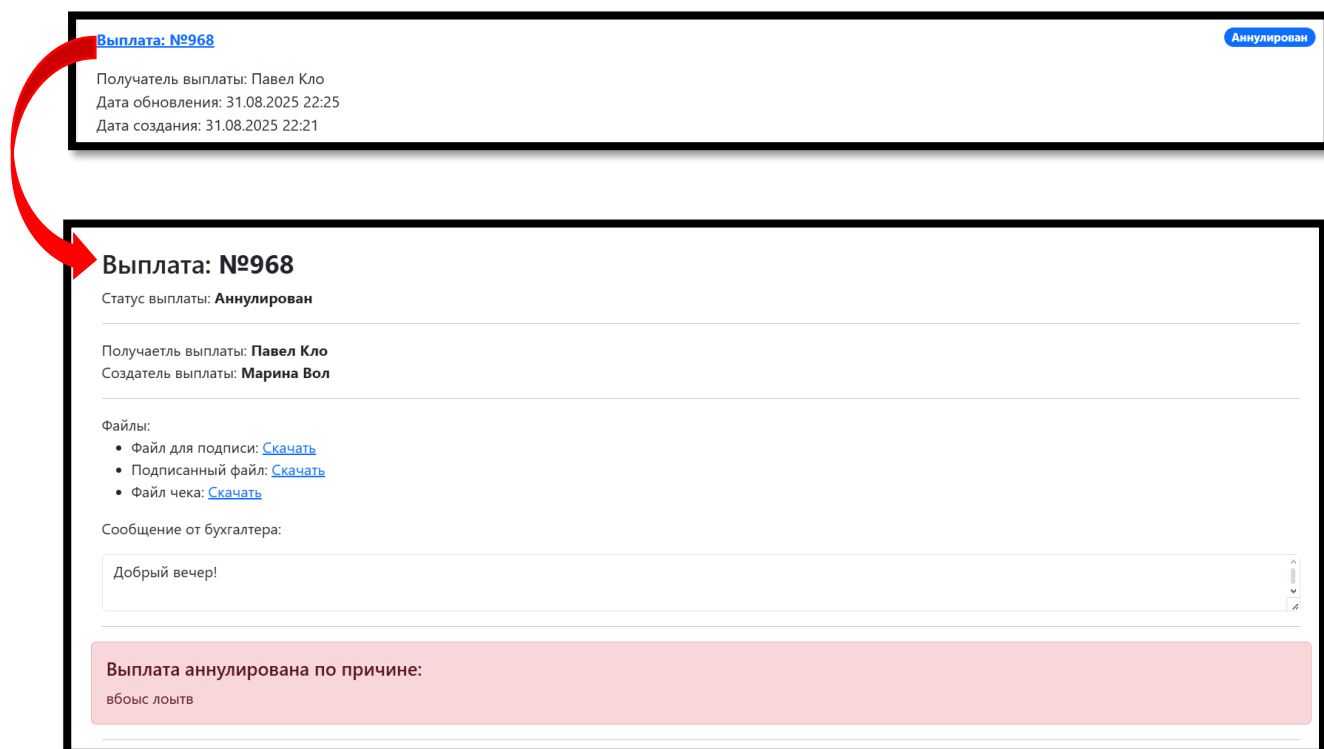 Выплата: №968
Аннулирован
Получатель выплаты: Павел Кло
Дата обновления: 31.08.2025 22:25
Дата создания: 31.08.2025 22:21
Выплата: №968
Статус выплаты: Аннулирован
Получаетль выплаты: Павел Кло
Создатель выплаты: Марина Вол
Файлы:
Файл для подписи: Скачать
Подписанный файл: Скачать
Файл чека: Скачать
Сообщение от бухгалтера:
Добрый вечер!
Выплата аннулирована по причине:
вбоыс лоытв